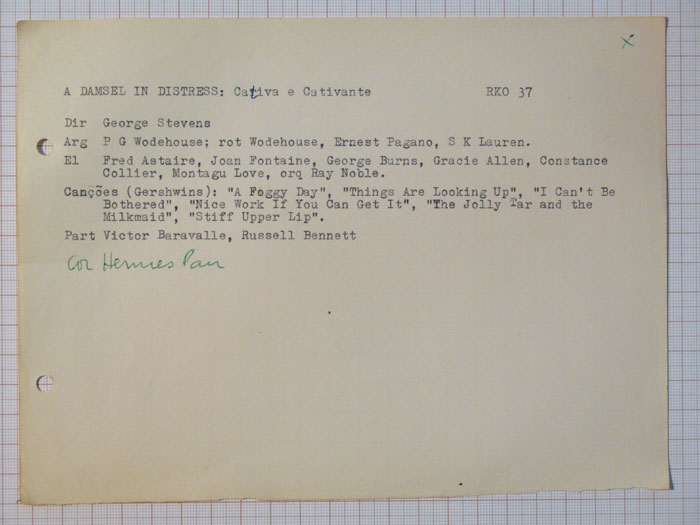 x
A DAMSEL IN DISTRESS: Cativa e Cativante RKO 37
Dir George Stevens
Arg P G Wodehouse; rot Wodehouse, Ernest Pagano, S K Lauren.
El Fred Astaire, Joan Fontaine, George Burns, Gracie Allen, Constance
Collier, Montagu Love, orq Ray Noble.
Canções (Gershwins): "A Foggy Day", "Things Are Looking Up", "I Can't Be
Bothered", "Nice Work If You Can Get It", "The Jolly Tar and the
Milkmaid", "Stiff Upper Lip".
Part Victor Baravalle, Russell Bennett
Cor Hermes Pan